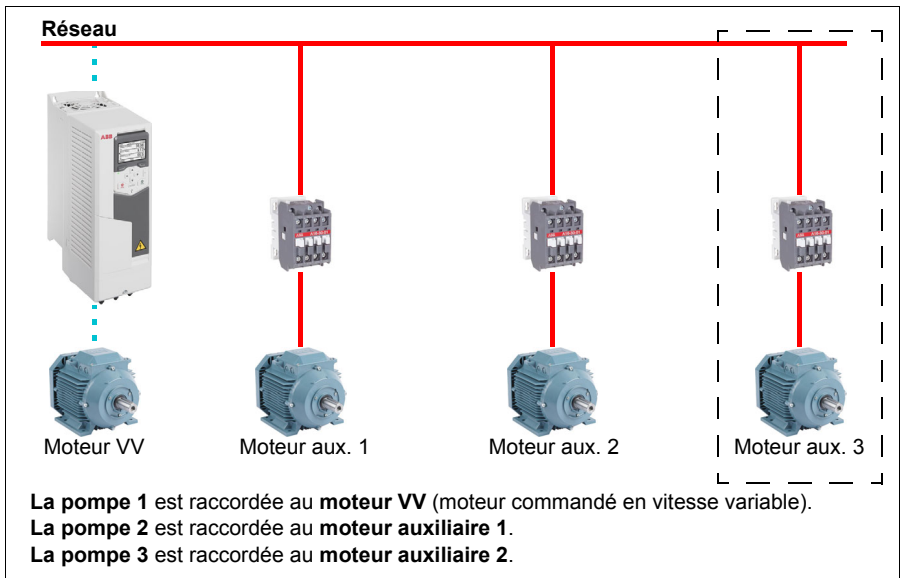 Réseau
ABB
Moteur VV
Moteur aux. 1
Moteur aux. 2
Moteur aux. 3
La pompe 1 est raccordée au moteur VV (moteur commandé en vitesse variable).
La pompe 2 est raccordée au moteur auxiliaire 1.
La pompe 3 est raccordée au moteur auxiliaire 2.